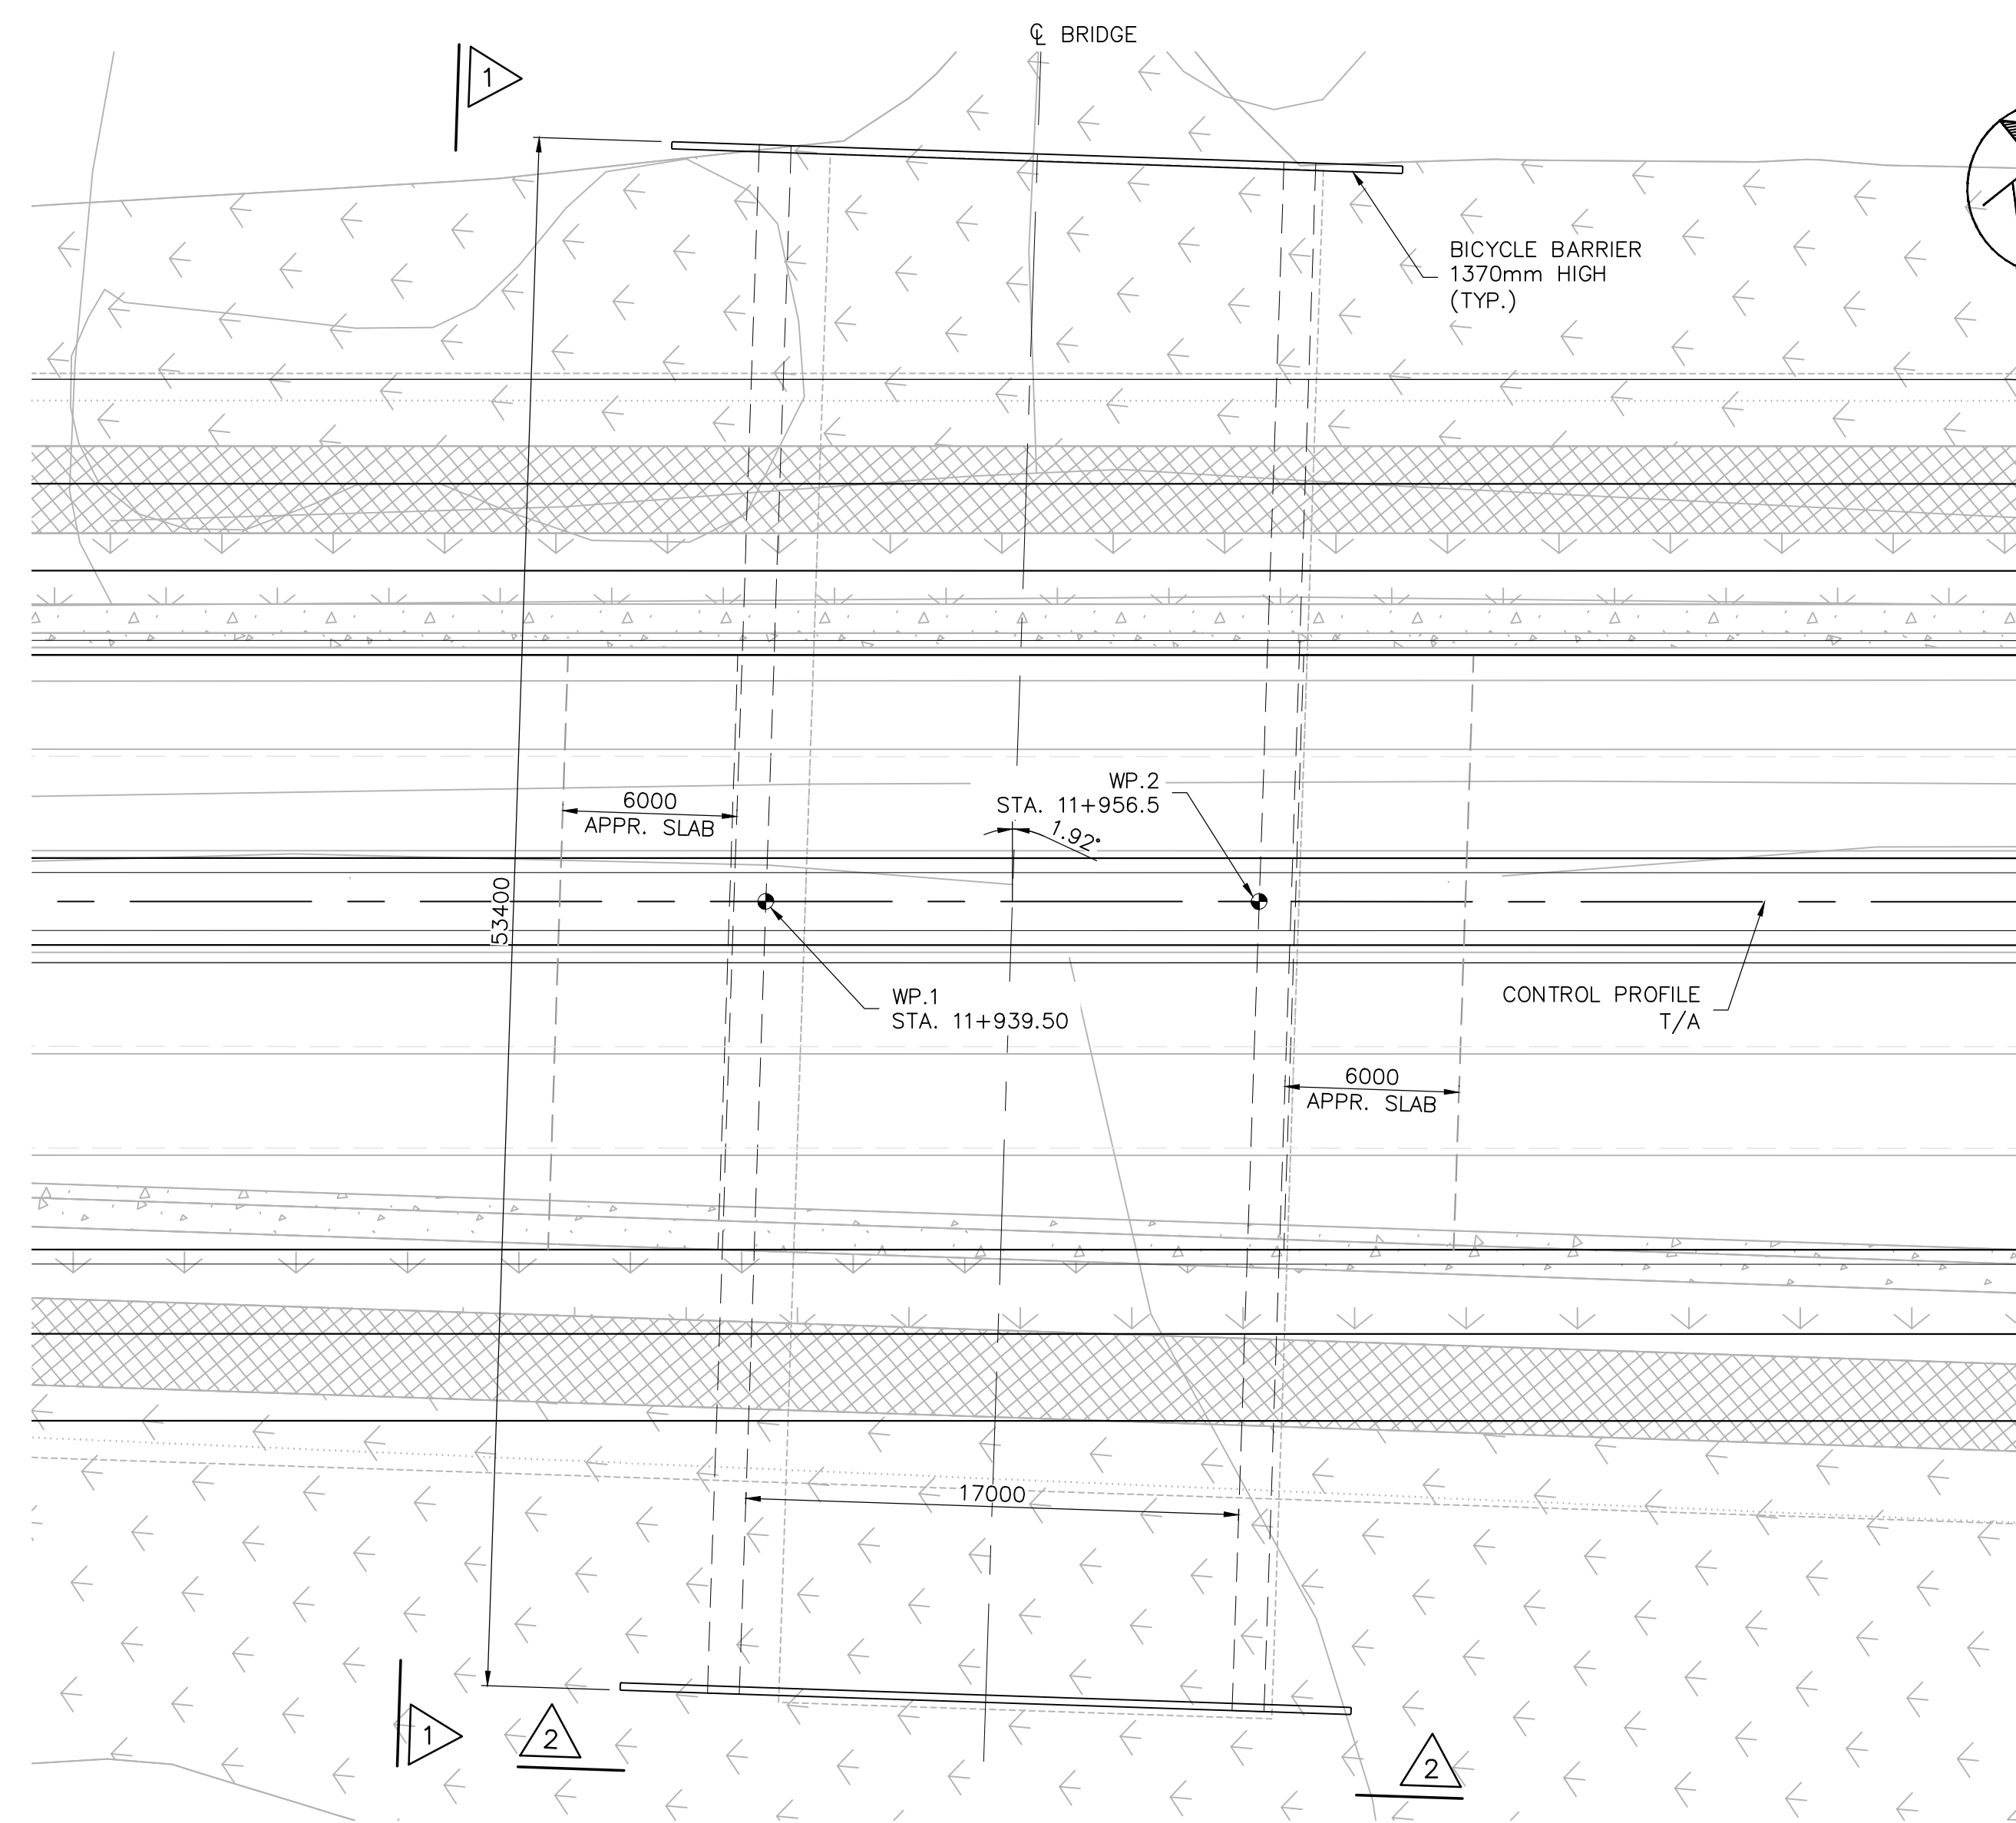 ℄ BRIDGE
1
BICYCLE BARRIER
1370mm HIGH
(TYP.)
WP.2
STA. 11+956.5
6000
APPR. SLAB
1.92°
53400
WP.1
STA. 11+939.50
CONTROL PROFILE
T/A
6000
APPR. SLAB
17000
1
2
2